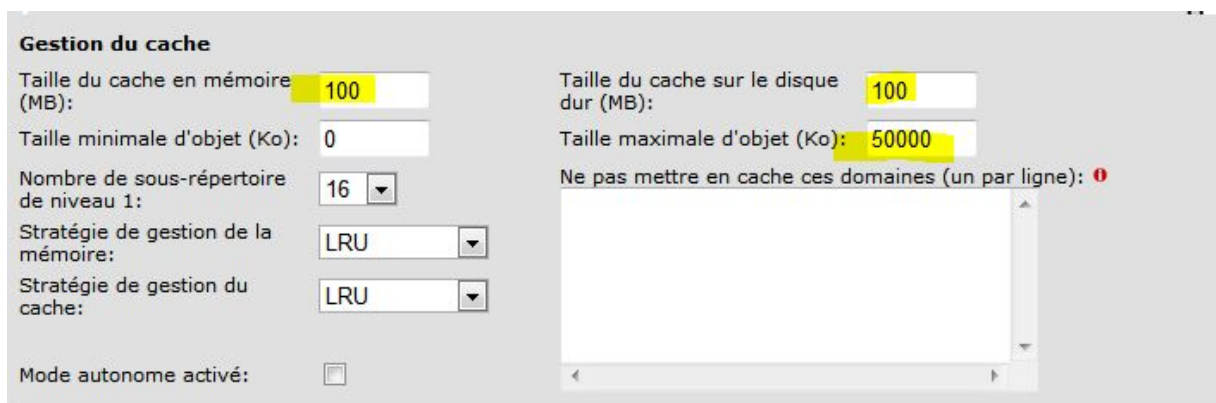 Gestion du cache
Taille du cache en mémoire
(MB):
100
Taille du cache sur le disque
dur (MB):
100
Taille minimale d'objet (Ko):
0
Taille maximale d'objet (Ko):
50000
Nombre de sous-répertoire
de niveau 1:
16
Ne pas mettre en cache ces domaines (un par ligne):
Stratégie de gestion de la
mémoire:
LRU
Stratégie de gestion du
cache:
LRU
Mode autonome activé: